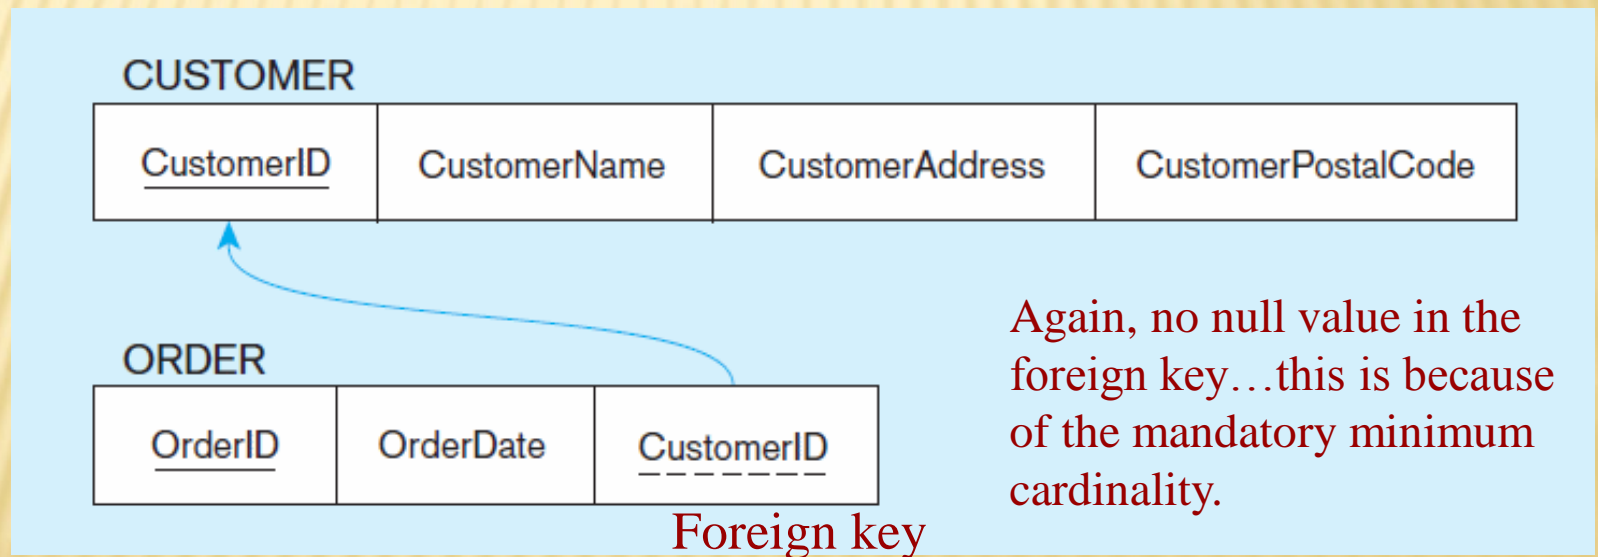 CUSTOMER
CustomerID CustomerName CustomerAddress CustomerPostalCode
ORDER
OrderID OrderDate CustomerID
Foreign key
Again, no null value in the
foreign key…this is because
of the mandatory minimum
cardinality.